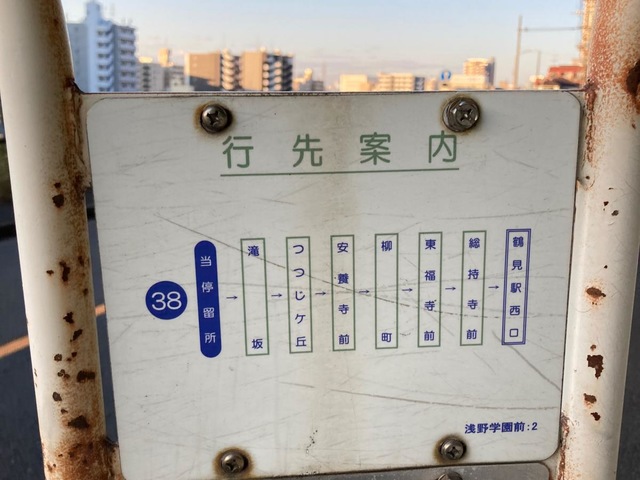 行先案内
38 当停留所 → 滝坂 → つつじケ丘 → 安養寺前 → 柳町 → 東福寺前 → 総持寺前 → 鶴見駅西口
浅野学園前:2